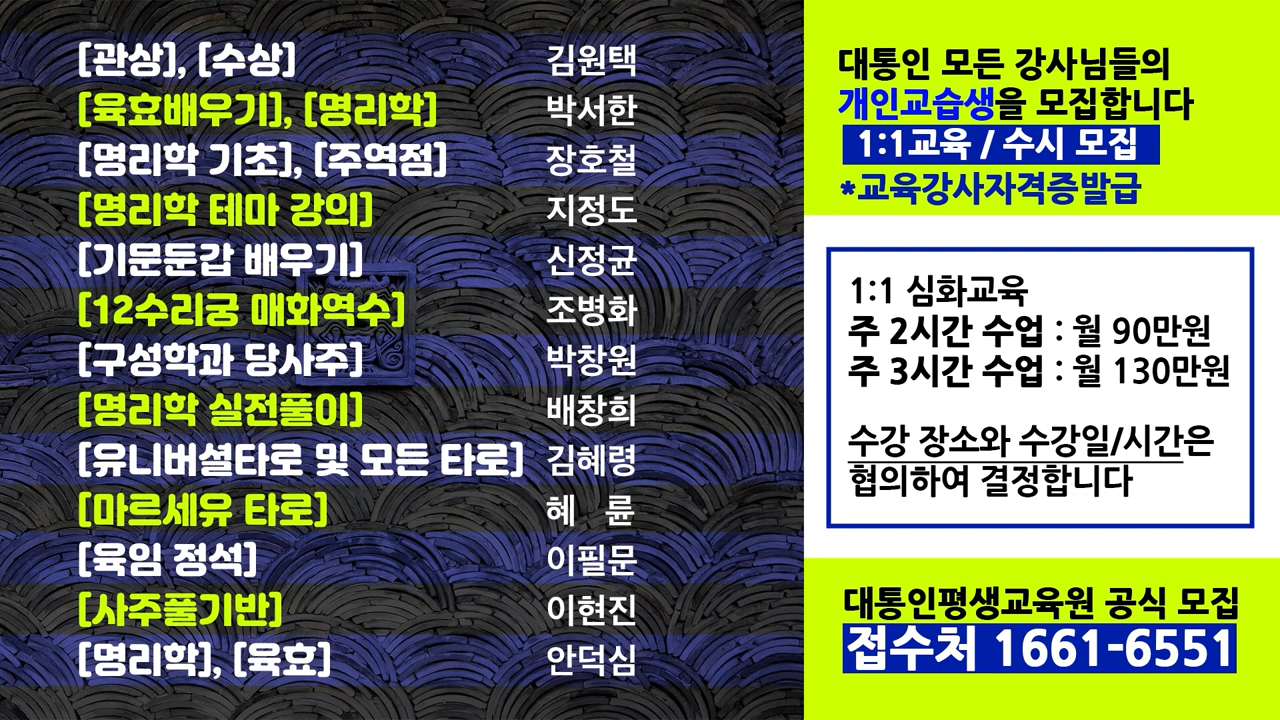 [관상], [수상] 김원택
[육효배우기], [명리학] 박서한
[명리학 기초], [주역점] 장호철
[명리학 테마 강의] 지정도
[기문둔갑 배우기] 신정균
[12수리궁 매화역수] 조병화
[구성학과 당사주] 박창원
[명리학 실전풀이] 배창희
[유니버셜타로 및 모든 타로] 김혜령
[마르세유 타로] 혜 륜
[육임 정석] 이필문
[사주풀기반] 이현진
[명리학], [육효] 안덕심
대통인 모든 강사님들의
개인교습생을 모집합니다
1:1교육 / 수시 모집
*교육강사자격증발급
1:1 심화교육
주 2시간 수업 : 월 90만원
주 3시간 수업 : 월 130만원
수강 장소와 수강일/시간은
협의하여 결정합니다
대통인평생교육원 공식 모집
접수처 1661-6551